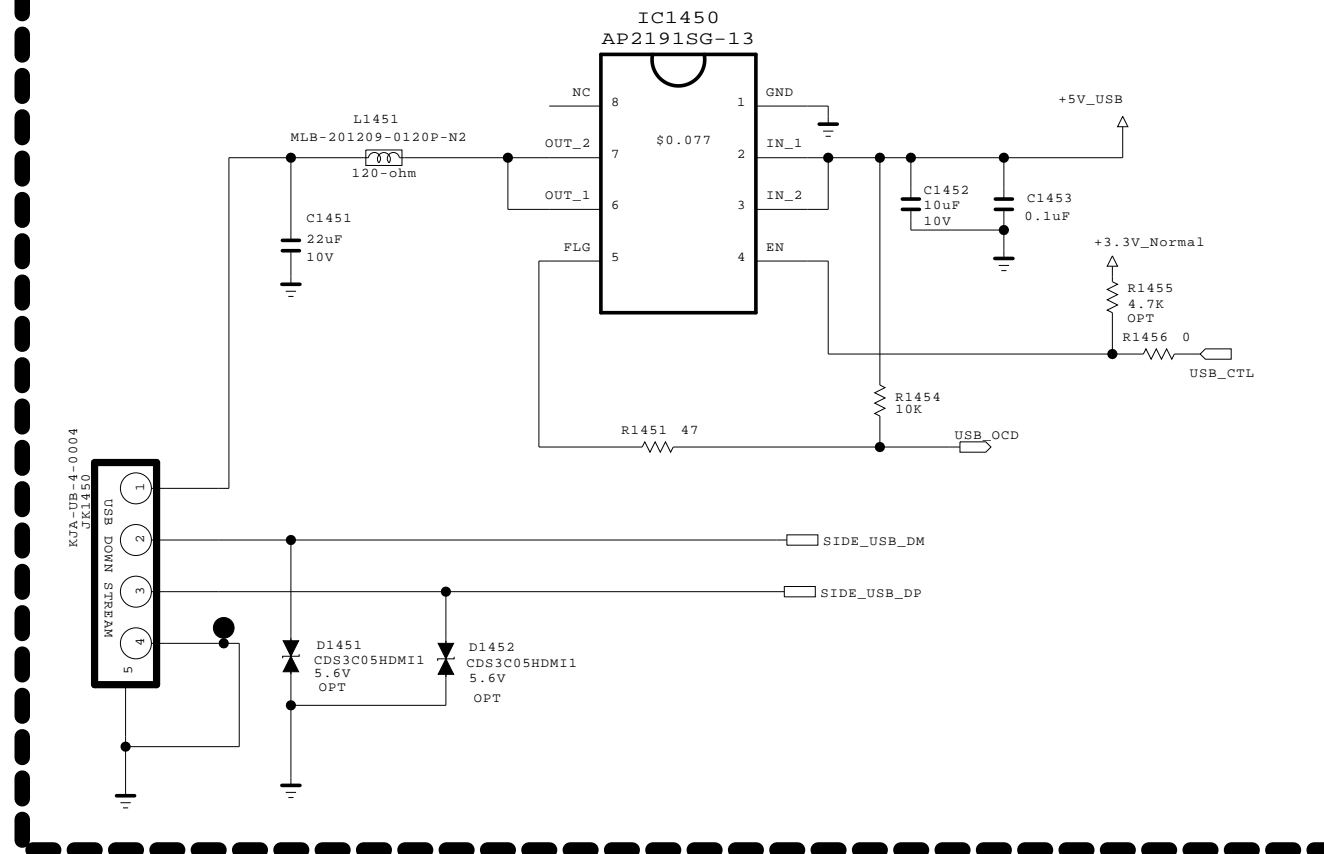 IC1450
AP2191SG-13
NC
8
1
GND
+5V_USB
L1451
MLB-201209-0120P-N2
120-ohm
OUT_2
7
$0.077
2
IN_1
OUT_1
6
3
IN_2
C1452
10uF
10V
C1453
0.1uF
C1451
22uF
10V
FLG
5
4
EN
+3.3V_Normal
R1455
4.7K
OPT
R1456 0
USB_CTL
R1454
10K
R1451 47
USB_OCD
KJA-UB-4-0004
JK1450
USB DOWN STREAM
1
2
3
4
5
SIDE_USB_DM
SIDE_USB_DP
D1451
CDS3C05HDMI1
5.6V
OPT
D1452
CDS3C05HDMI1
5.6V
OPT